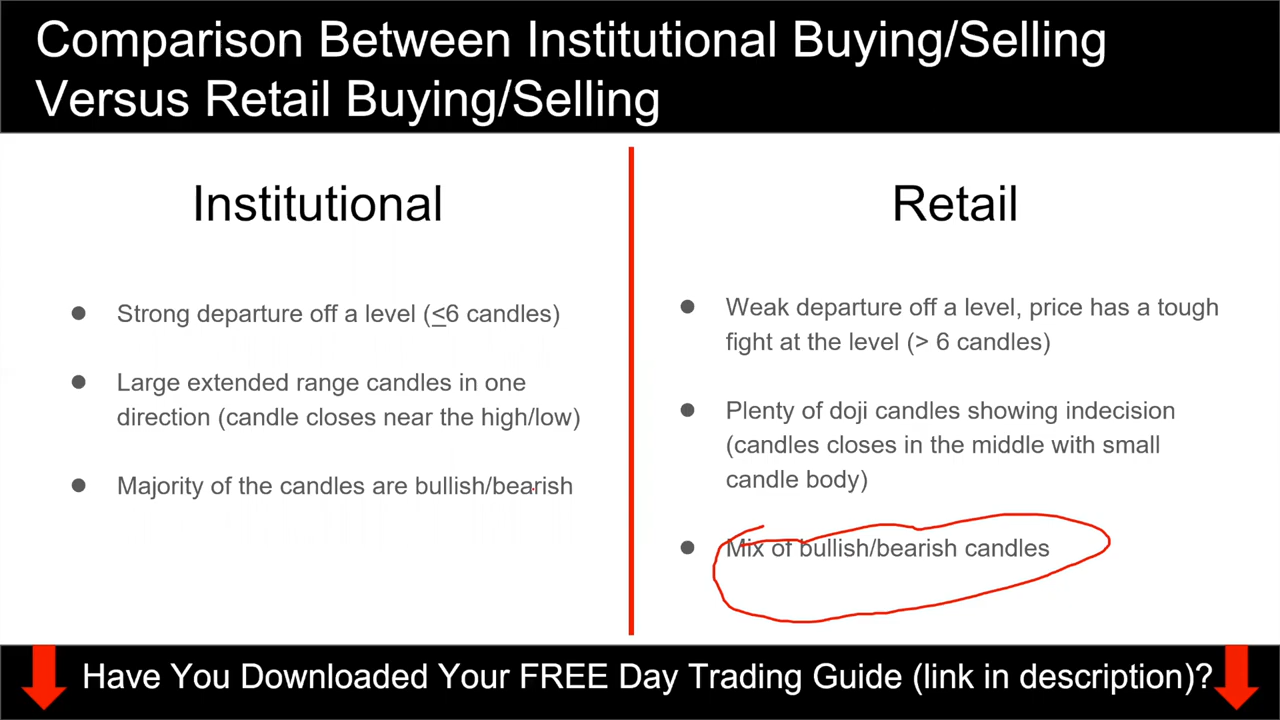 Comparison Between Institutional Buying/Selling
Versus Retail Buying/Selling
Institutional
● Strong departure off a level (≤6 candles)
● Large extended range candles in one
direction (candle closes near the high/low)
● Majority of the candles are bullish/bearish
Retail
● Weak departure off a level, price has a tough
fight at the level (> 6 candles)
● Plenty of doji candles showing indecision
(candles closes in the middle with small
candle body)
● Mix of bullish/bearish candles
Have You Downloaded Your FREE Day Trading Guide (link in description)?